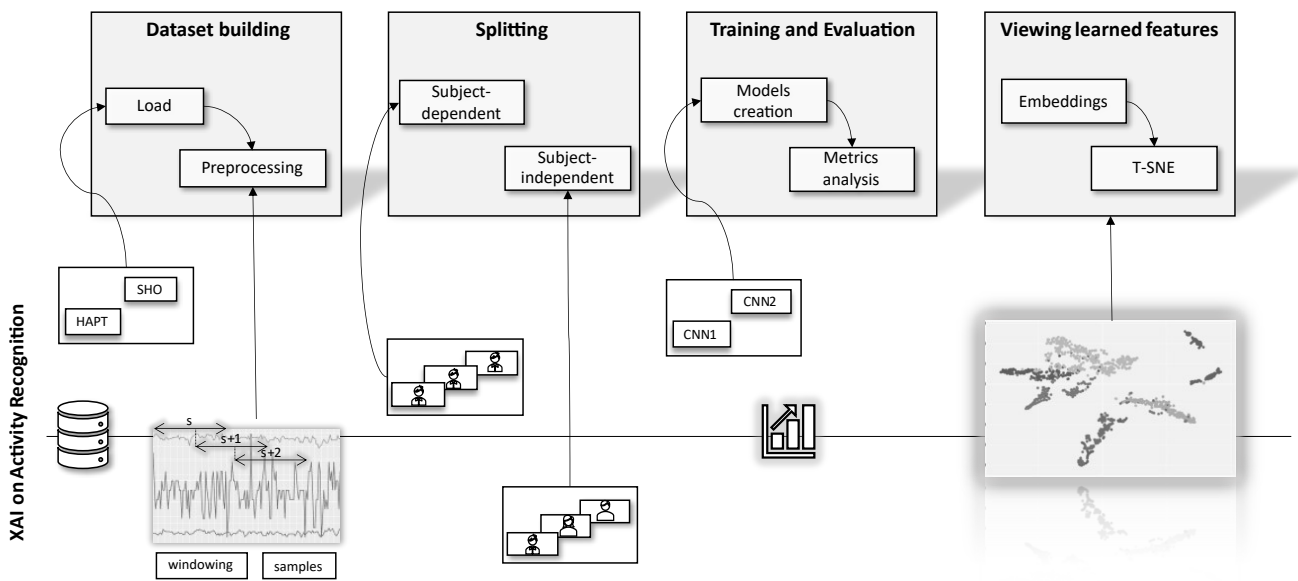 Dataset building
Load
Preprocessing
SHO
HAPT
Splitting
Subject-
dependent
Subject-
independent
Training and Evaluation
Models
creation
Metrics
analysis
CNN2
CNN1
Viewing learned features
Embeddings
T-SNE
XAI on Activity Recognition
s
s+1
s+2
windowing
samples